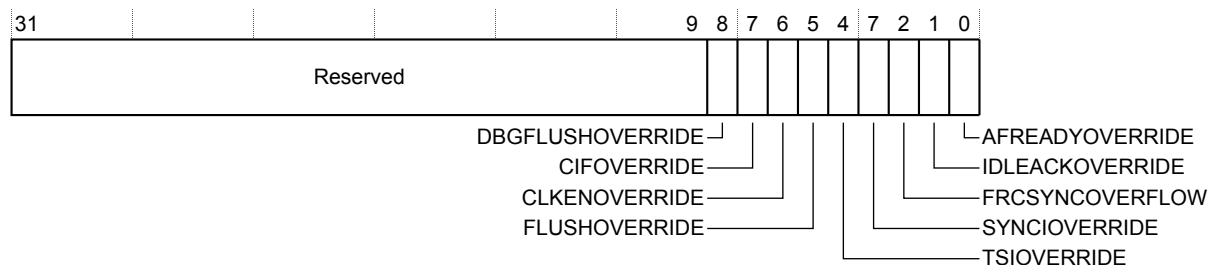 31 9 8 7 6 5 4 7 2 1 0
Reserved
DBGFLUSHOVERRIDE AFREADYOVERRIDE
CIFOVERRIDE IDLEACKOVERRIDE
CLKENOVERRIDE FRCSYNCOVERFLOW
FLUSHOVERRIDE SYNCIOVERRIDE
TSIOVERRIDE